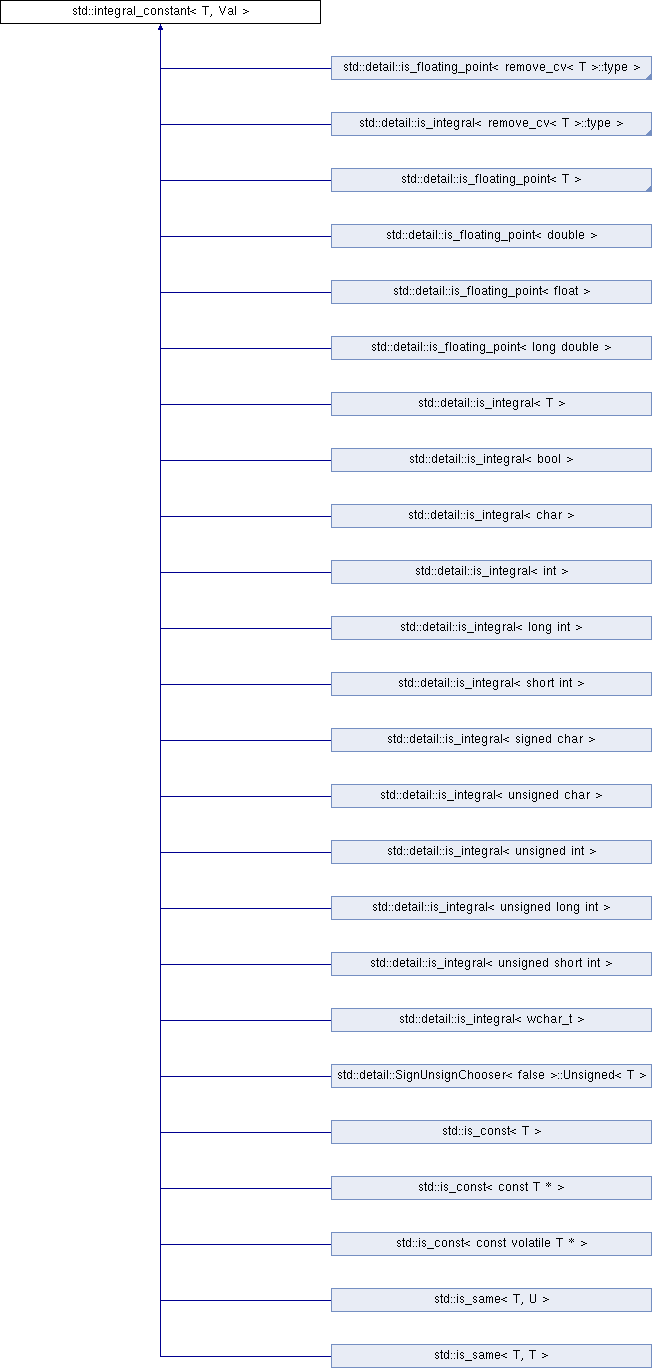 std::integral_constant< T, Val >
std::detail::is_floating_point< remove_cv< T >::type >
std::detail::is_integral< remove_cv< T >::type >
std::detail::is_floating_point< T >
std::detail::is_floating_point< double >
std::detail::is_floating_point< float >
std::detail::is_floating_point< long double >
std::detail::is_integral< T >
std::detail::is_integral< bool >
std::detail::is_integral< char >
std::detail::is_integral< int >
std::detail::is_integral< long int >
std::detail::is_integral< short int >
std::detail::is_integral< signed char >
std::detail::is_integral< unsigned char >
std::detail::is_integral< unsigned int >
std::detail::is_integral< unsigned long int >
std::detail::is_integral< unsigned short int >
std::detail::is_integral< wchar_t >
std::detail::SignUnsignChooser< false >::Unsigned< T >
std::is_const< T >
std::is_const< const T * >
std::is_const< const volatile T * >
std::is_same< T, U >
std::is_same< T, T >